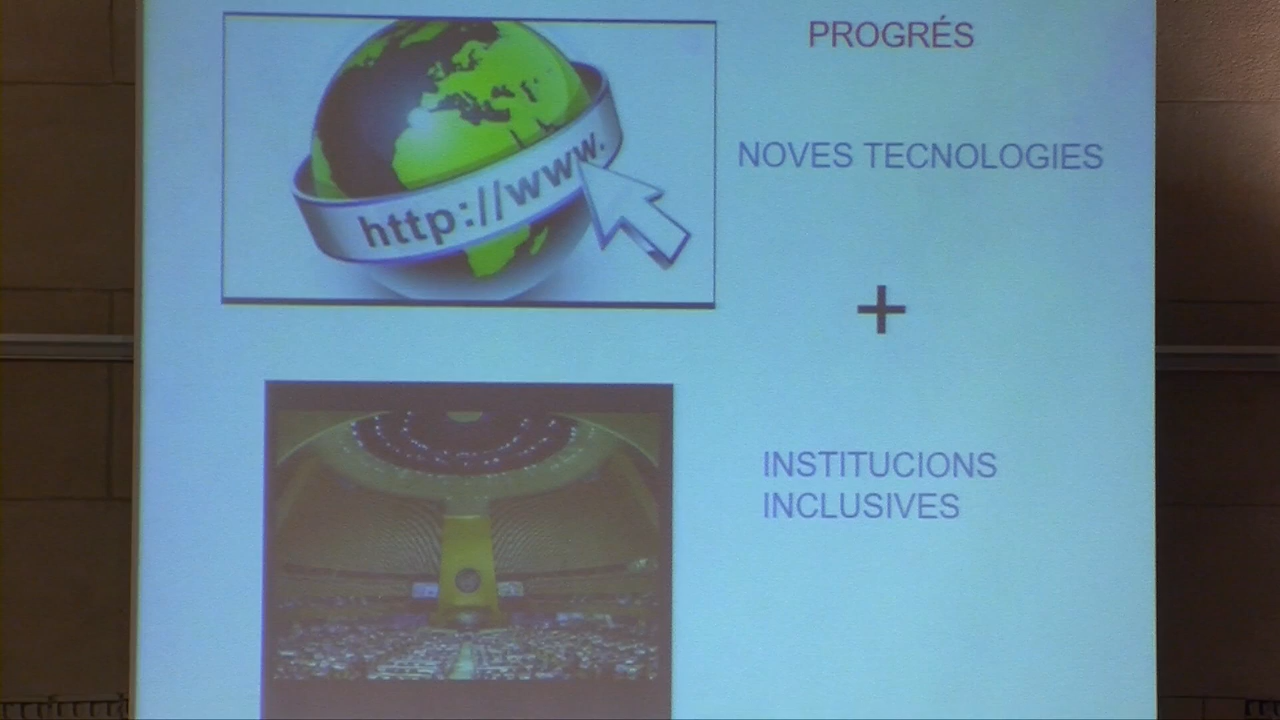 PROGRÉS
http://www.
NOVES TECNOLOGIES
+
INSTITUCIONS
INCLUSIVES